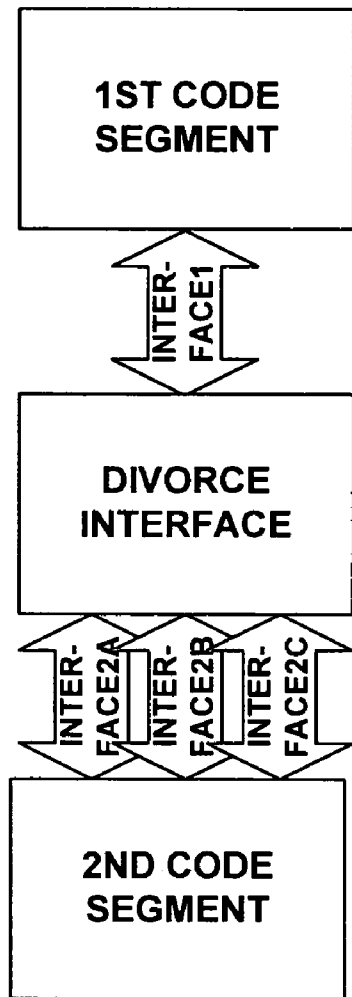 1ST CODE
SEGMENT
INTER-
FACE1
DIVORCE
INTERFACE
INTER-
FACE2A
INTER-
FACE2B
INTER-
FACE2C
2ND CODE
SEGMENT